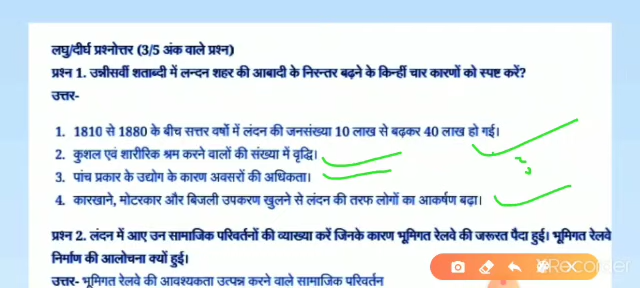 लघु/दीर्घ प्रश्नोत्तर (3/5 अंक वाले प्रश्न)
प्रश्न 1. उन्नीसवीं शताब्दी में लन्दन शहर की आबादी के निरन्तर बढ़ने के किन्हीं चार कारणों को स्पष्ट करें?
उत्तर-
1. 1810 से 1880 के बीच सत्तर वर्षो में लंदन की जनसंख्या 10 लाख से बढ़कर 40 लाख हो गई।
2. कुशल एवं शारीरिक श्रम करने वालों की संख्या में वृद्धि।
3. पांच प्रकार के उद्योग के कारण अवसरों की अधिकता।
4. कारखाने, मोटरकार और बिजली उपकरण खुलने से लंदन की तरफ लोगों का आकर्षण बढ़ा।
प्रश्न 2. लंदन में आए उन सामाजिक परिवर्तनों की व्याख्या करें जिनके कारण भूमिगत रेलवे की जरूरत पैदा हुई। भूमिगत रेलवे
निर्माण की आलोचना क्यों हुई।
उत्तर- भूमिगत रेलवे की आवश्यकता उत्पन्न करने वाले सामाजिक परिवर्तन